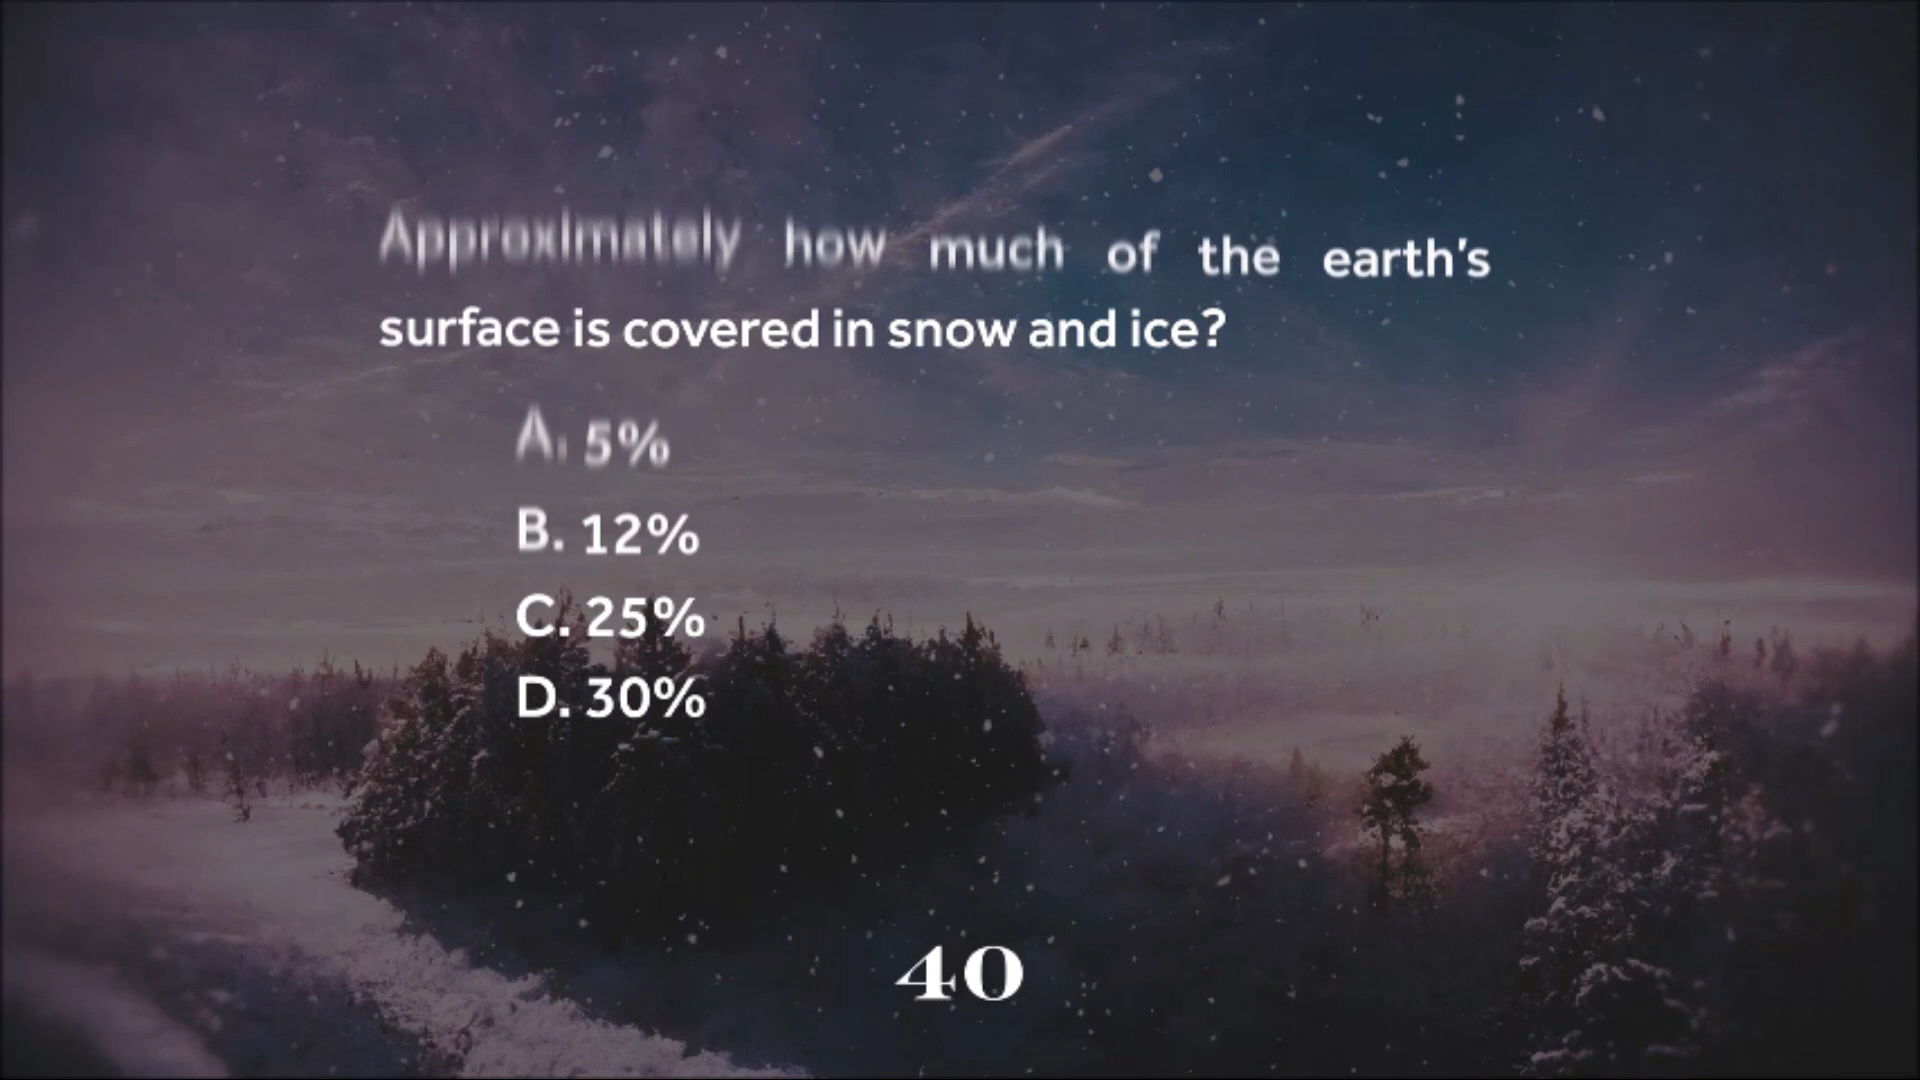 Approximately how much of the earth's
surface is covered in snow and ice?
A. 5%
B. 12%
C. 25%
D. 30%
40